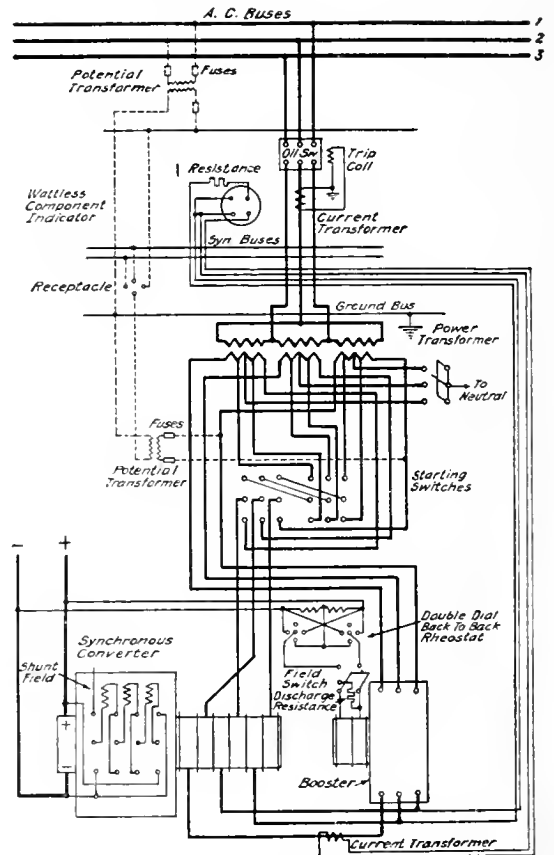 A. C. Buses
1
2
3
Potential
Transformer
Fuses
Oil Sw
Trip
Coil
Resistance
Wattless
Component
Indicator
Current
Transformer
Syn. Buses
Receptacle
Ground Bus
Power
Transformer
To
Neutral
Fuses
Potential
Transformer
Starting
Switches
- +
Double Dial
Back To Back
Rheostat
Synchronous
Converter
Shunt
Field
Field
Switch
Discharge
Resistance
+
-
Booster
Current Transformer